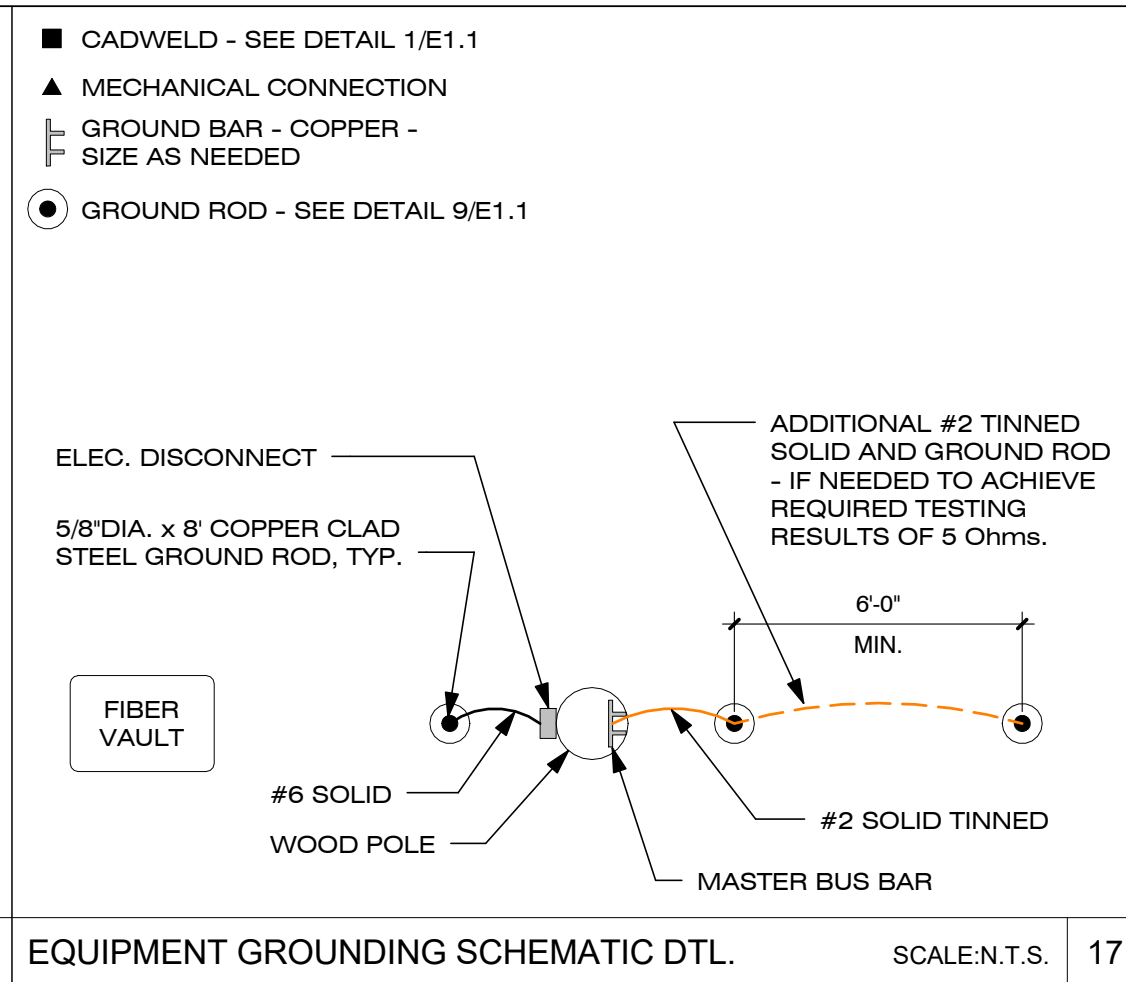 CADWELD - SEE DETAIL 1/E1.1
MECHANICAL CONNECTION
GROUND BAR - COPPER -
SIZE AS NEEDED
GROUND ROD - SEE DETAIL 9/E1.1
ELEC. DISCONNECT
5/8"DIA. x 8' COPPER CLAD
STEEL GROUND ROD, TYP.
ADDITIONAL #2 TINNED
SOLID AND GROUND ROD
- IF NEEDED TO ACHIEVE
REQUIRED TESTING
RESULTS OF 5 Ohms.
6'-0"
MIN.
FIBER
VAULT
#6 SOLID
WOOD POLE
#2 SOLID TINNED
MASTER BUS BAR
EQUIPMENT GROUNDING SCHEMATIC DTL.
SCALE:N.T.S.
17